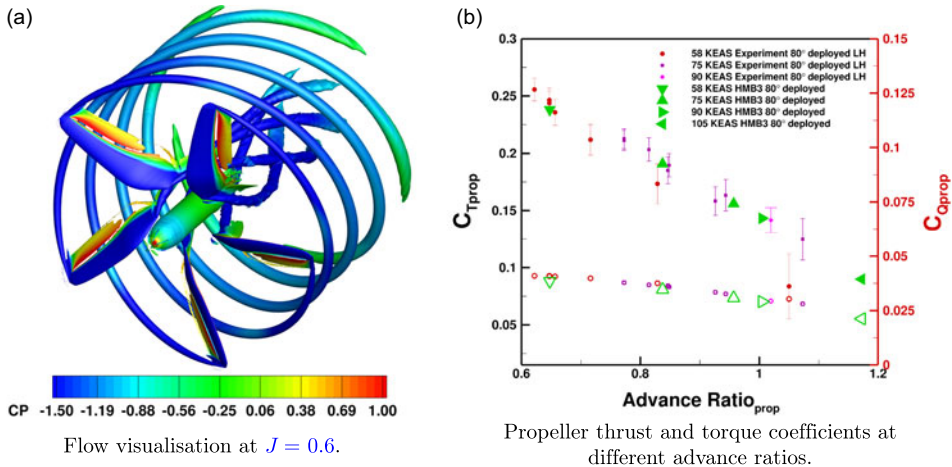 (a)
CP
-1.50 -1.19 -0.88 -0.56 -0.25 0.06 0.38 0.69 1.00
Flow visualisation at J = 0.6.
(b)
58 KEAS Experiment 80° deployed LH
75 KEAS Experiment 80° deployed LH
90 KEAS Experiment 80° deployed LH
58 KEAS HMB3 80° deployed
75 KEAS HMB3 80° deployed
90 KEAS HMB3 80° deployed
105 KEAS HMB3 80° deployed
C_Tprop
0.3
0.25
0.2
0.15
0.1
0.05
0.6 0.8 1 1.2
Advance Ratio_prop
0.15
0.125
0.1
0.075
0.05
0.025
0
C_Qprop
Propeller thrust and torque coefficients at
different advance ratios.